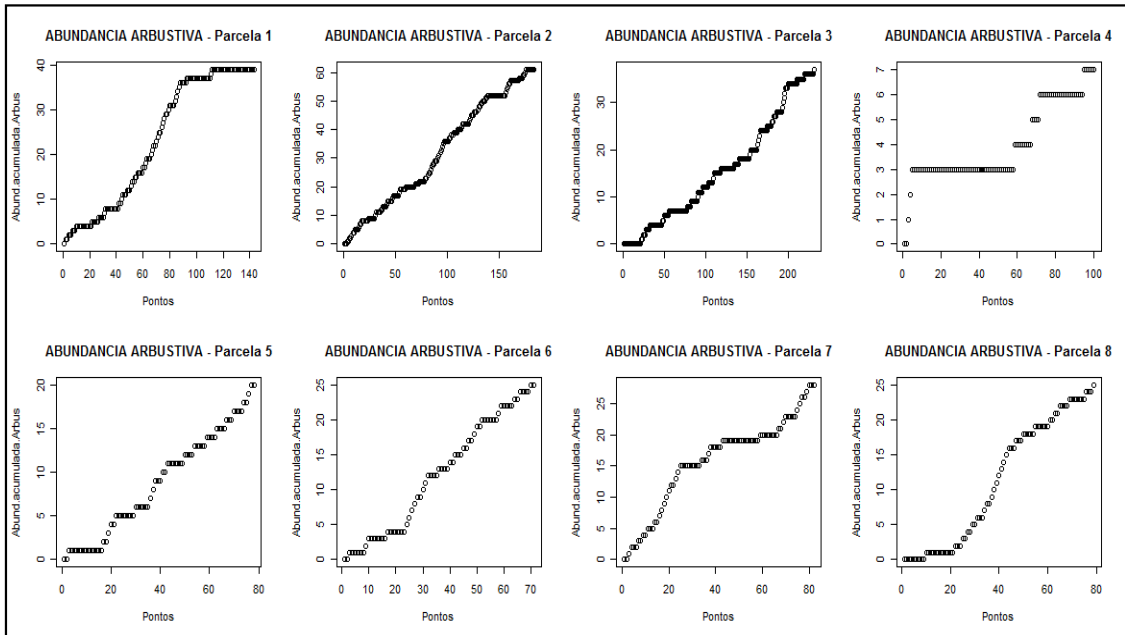 ABUNDANCIA ARBUSTIVA - Parcela 1
Abund.acumulada.Arbus
0 10 20 30 40
0 20 40 60 80 100 120 140
Pontos
ABUNDANCIA ARBUSTIVA - Parcela 2
Abund.acumulada.Arbus
0 10 20 30 40 50 60
0 50 100 150
Pontos
ABUNDANCIA ARBUSTIVA - Parcela 3
Abund.acumulada.Arbus
0 10 20 30
0 50 100 150 200
Pontos
ABUNDANCIA ARBUSTIVA - Parcela 4
Abund.acumulada.Arbus
0 1 2 3 4 5 6 7
0 20 40 60 80 100
Pontos
ABUNDANCIA ARBUSTIVA - Parcela 5
Abund.acumulada.Arbus
0 5 10 15 20
0 20 40 60 80
Pontos
ABUNDANCIA ARBUSTIVA - Parcela 6
Abund.acumulada.Arbus
0 5 10 15 20 25
0 10 20 30 40 50 60 70
Pontos
ABUNDANCIA ARBUSTIVA - Parcela 7
Abund.acumulada.Arbus
0 5 10 15 20 25
0 20 40 60 80
Pontos
ABUNDANCIA ARBUSTIVA - Parcela 8
Abund.acumulada.Arbus
0 5 10 15 20 25
0 20 40 60 80
Pontos